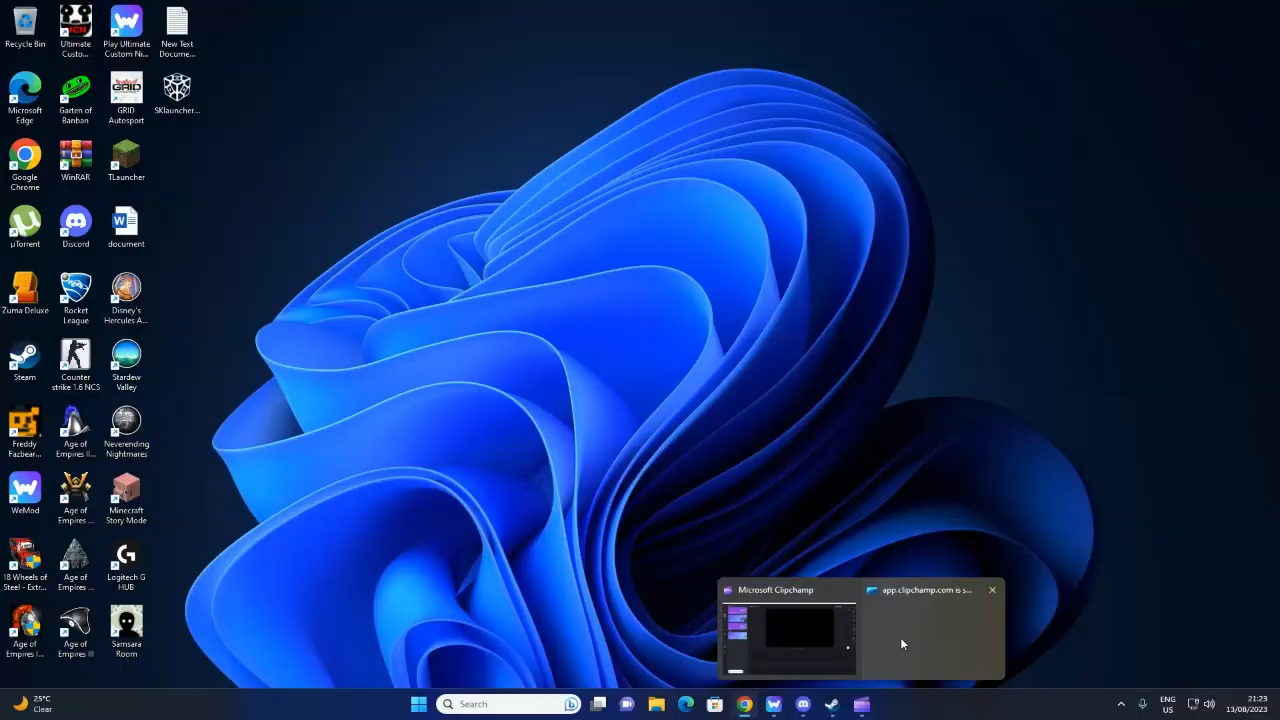 Recycle Bin
Ultimate
Custo...
Play Ultimate
Custom Ni...
New Text
Docume...
Microsoft
Edge
Garten of
Banban
GRID
GRID
Autosport
SKlauncher...
Google
Chrome
WinRAR
TLauncher
µTorrent
Discord
document
Zuma Deluxe
Rocket
League
Disney's
Hercules A...
Steam
Counter
strike 1.6 NCS
Stardew
Valley
Freddy
Fazbear...
Age of
Empires II...
Neverending
Nightmares
WeMod
Age of
Empires ...
Minecraft
Story Mode
18 Wheels of
Steel - Extr...
Age of
Empires ...
Logitech G
HUB
Age of
Empires I...
Age of
Empires III
Samsara
Room
Microsoft Clipchamp
app.clipchamp.com is s...
25°C
Clear
Search
ENG
US
21:23
13/08/2023